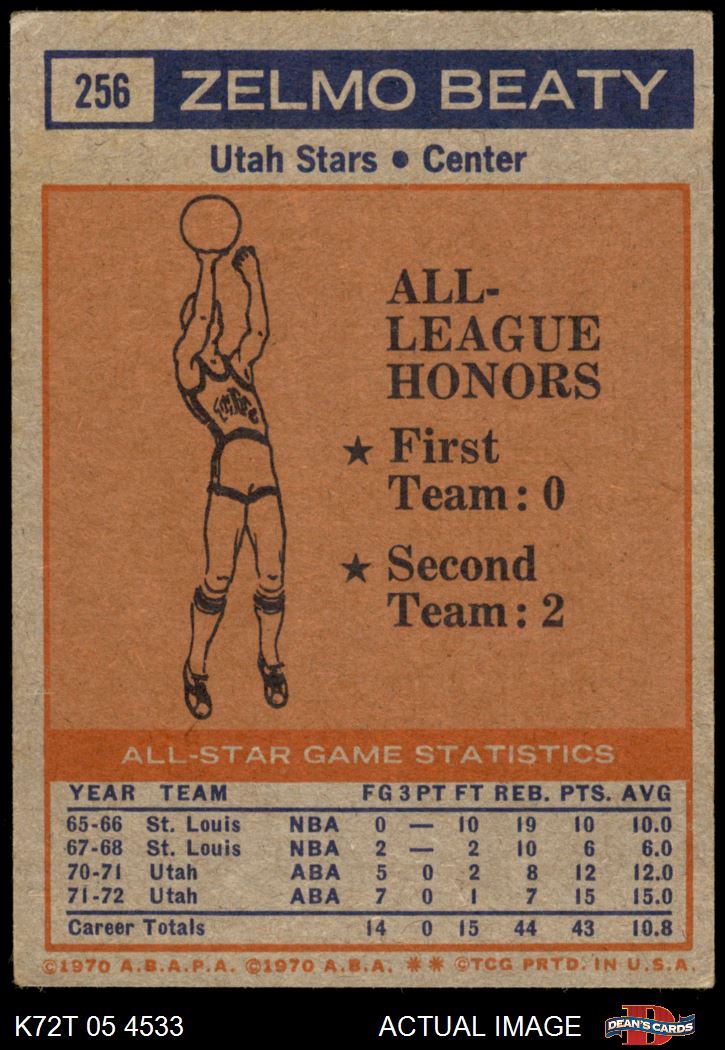 256 ZELMO BEATY
Utah Stars • Center
ALL-
LEAGUE
HONORS
★ First
Team: 0
★ Second
Team: 2
ALL-STAR GAME STATISTICS
YEAR TEAM FG 3PT FT REB. PTS. AVG
65-66 St. Louis NBA 0 — 10 19 10 10.0
67-68 St. Louis NBA 2 — 2 10 6 6.0
70-71 Utah ABA 5 0 2 8 12 12.0
71-72 Utah ABA 7 0 1 7 15 15.0
Career Totals 14 0 15 44 43 10.8
©1970 A.B.A.P.A. ©1970 A.B.A. ** ©TCG PRTD. IN U.S.A.
K72T 05 4533 ACTUAL IMAGE DEAN'S CARDS